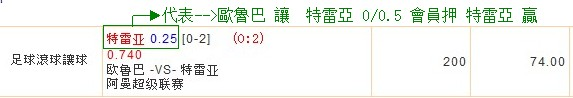 代表-->歐魯巴 讓 特雷亞 0/0.5 會員押 特雷亞 贏
足球滾球讓球
特雷亚 0.25 [0-2] (0:2)
0.740
欧鲁巴 -VS- 特雷亚
阿曼超级联赛
200
74.00